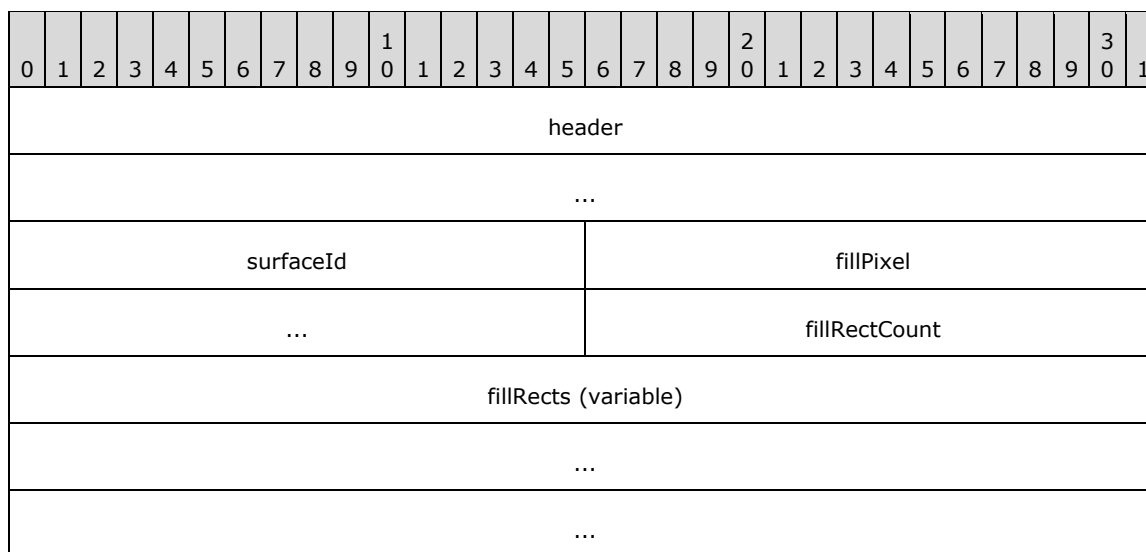 1 2 3
0 1 2 3 4 5 6 7 8 9 0 1 2 3 4 5 6 7 8 9 0 1 2 3 4 5 6 7 8 9 0 1
header
...
surfaceId fillPixel
... fillRectCount
fillRects (variable)
...
...